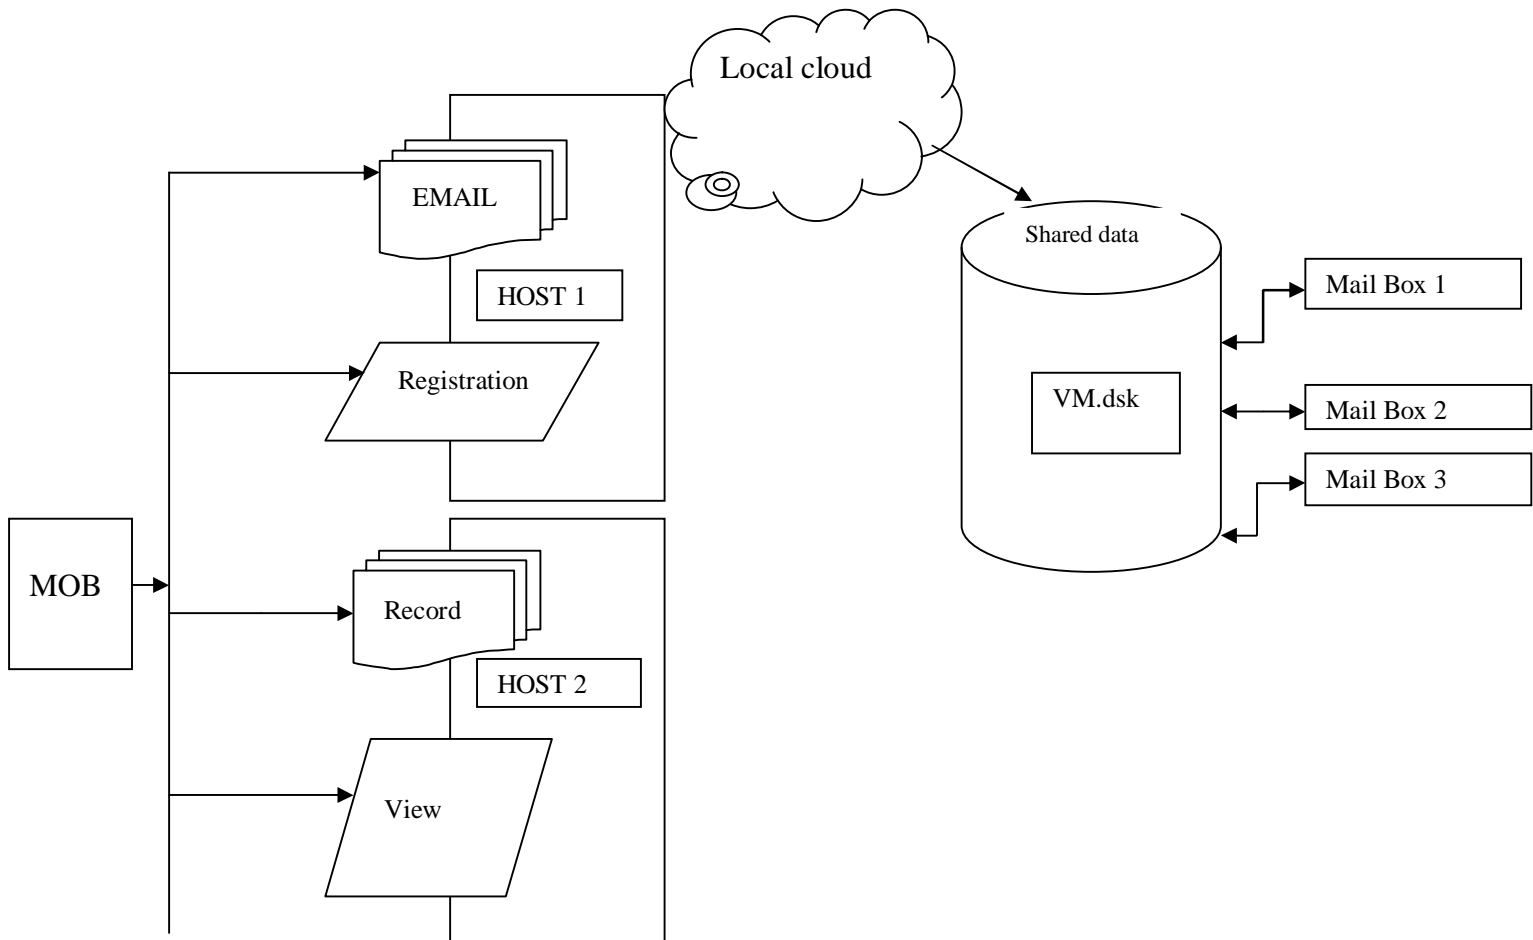 Local cloud
EMAIL
HOST 1
Registration
MOB
Record
HOST 2
View
Shared data
VM.dsk
Mail Box 1
Mail Box 2
Mail Box 3